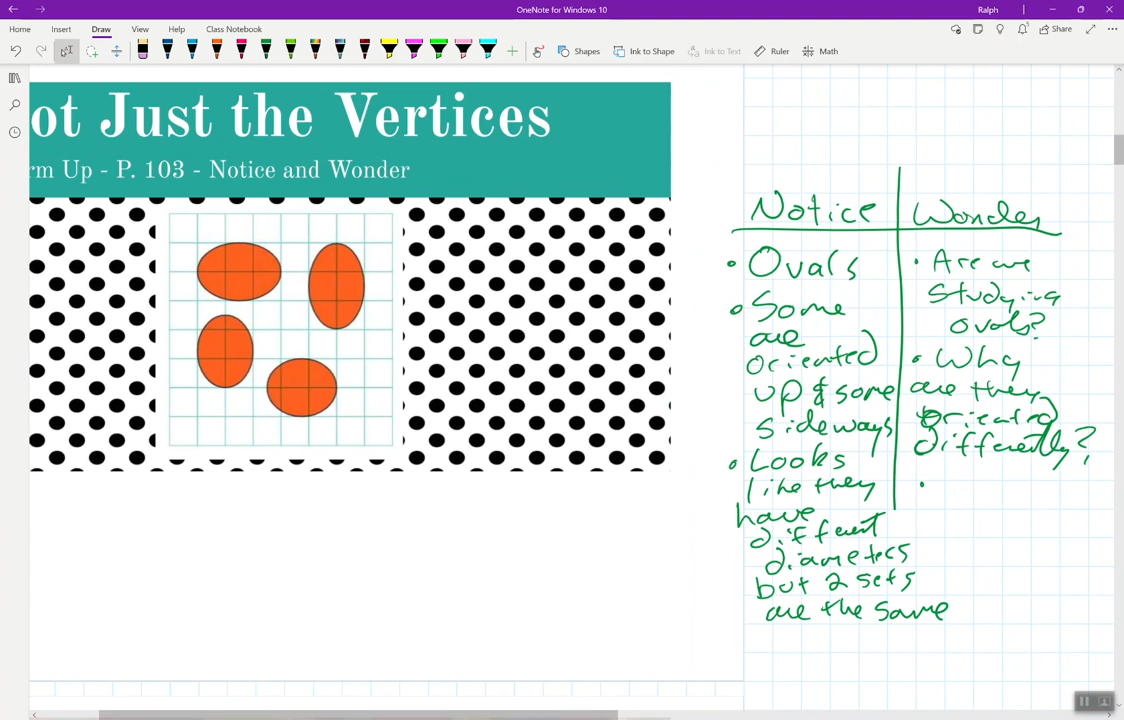 OneNote for Windows 10
Ralph
Home Insert Draw View Help Class Notebook
Share
Shapes Ink to Shape Ink to Text Ruler Math
ot Just the Vertices
rm Up - P. 103 - Notice and Wonder
Notice
• Ovals
• Some
are
oriented
up & some
sideways
• Looks
like they
have
different
diameters
but 2 sets
are the same
Wonder
• Are we
studying
ovals?
• Why
are they
oriented
differently?
•